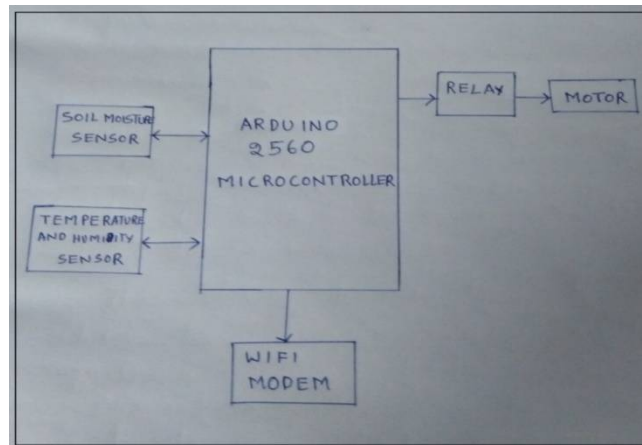 SOIL MOISTURE
SENSOR
TEMPERATURE
AND HUMIDITY
SENSOR
ARDUINO
2560
MICROCONTROLLER
RELAY
MOTOR
WIFI
MODEM